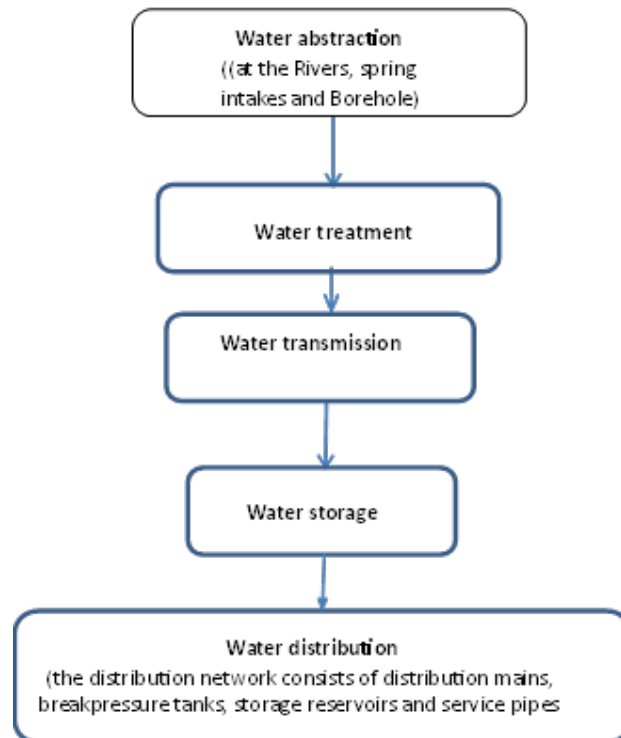 Water abstraction
((at the Rivers, spring
intakes and Borehole)
Water treatment
Water transmission
Water storage
Water distribution
(the distribution network consists of distribution mains,
breakpressure tanks, storage reservoirs and service pipes